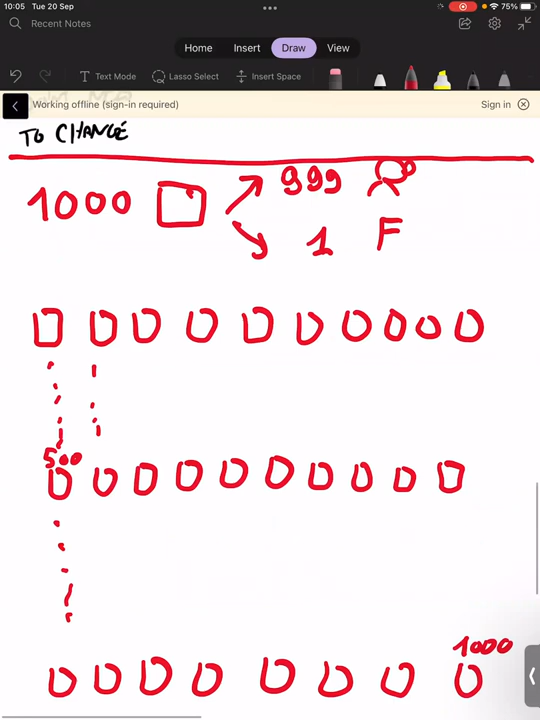 10:05 Tue 20 Sep
75%
Recent Notes
Home Insert Draw View
Text Mode Lasso Select Insert Space
Working offline (sign-in required) Sign in
TO CHANGE
1000 999
1 F
500
1000